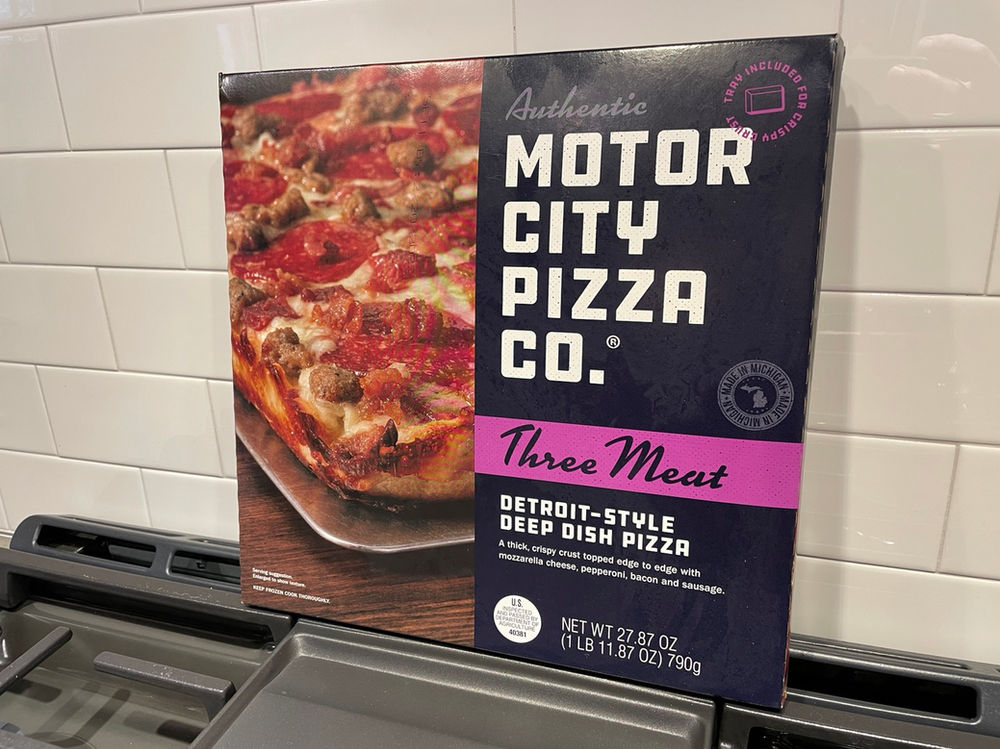 Authentic
MOTOR
CITY
PIZZA
CO.®
TRAY INCLUDED FOR CRISPY CRUST
MADE IN MICHIGAN • MADE IN MICHIGAN •
Three Meat
DETROIT-STYLE
DEEP DISH PIZZA
A thick, crispy crust topped edge to edge with
mozzarella cheese, pepperoni, bacon and sausage.
Serving suggestion.
Enlarged to show texture.
KEEP FROZEN COOK THOROUGHLY.
U.S.
INSPECTED
AND PASSED BY
DEPARTMENT OF
AGRICULTURE
40381
NET WT 27.87 OZ
(1 LB 11.87 OZ) 790g